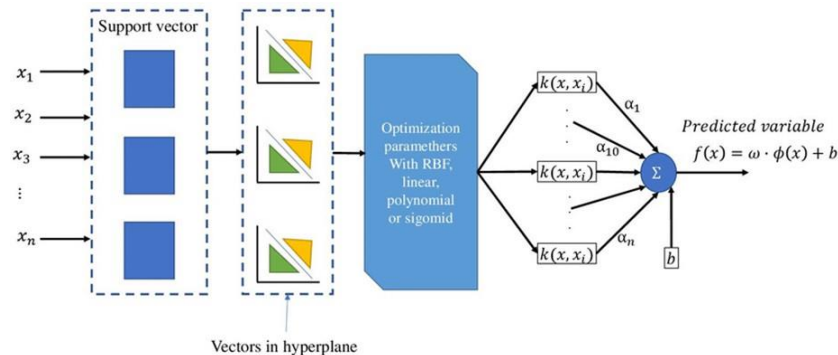 Support vector
x₁
x₂
x₃
⋮
xₙ
Vectors in hyperplane
Optimization
paramethers
With RBF,
linear,
polynomial
or sigomid
k(x, xᵢ)
k(x, xᵢ)
k(x, xᵢ)
α₁
α₁₀
αₙ
Σ
b
Predicted variable
f(x) = ω · ϕ(x) + b